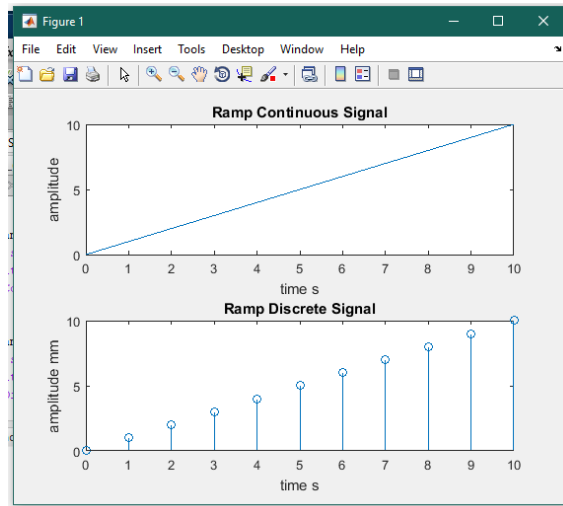 Figure 1
File Edit View Insert Tools Desktop Window Help
Ramp Continuous Signal
10
5
0
amplitude
0 1 2 3 4 5 6 7 8 9 10
time s
Ramp Discrete Signal
10
5
0
amplitude mm
0 1 2 3 4 5 6 7 8 9 10
time s